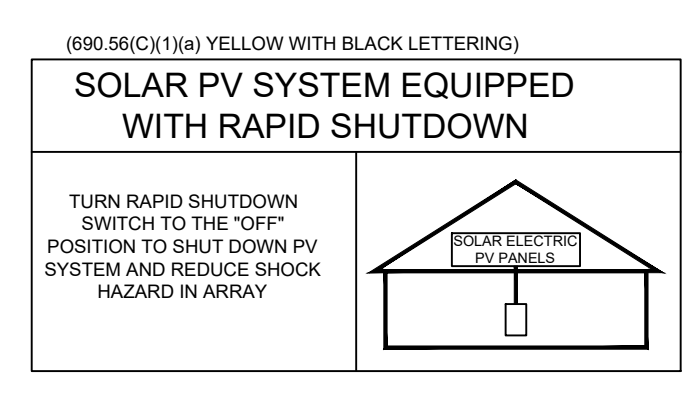 (690.56(C)(1)(a) YELLOW WITH BLACK LETTERING)
SOLAR PV SYSTEM EQUIPPED
WITH RAPID SHUTDOWN
TURN RAPID SHUTDOWN
SWITCH TO THE "OFF"
POSITION TO SHUT DOWN PV
SYSTEM AND REDUCE SHOCK
HAZARD IN ARRAY
SOLAR ELECTRIC
PV PANELS